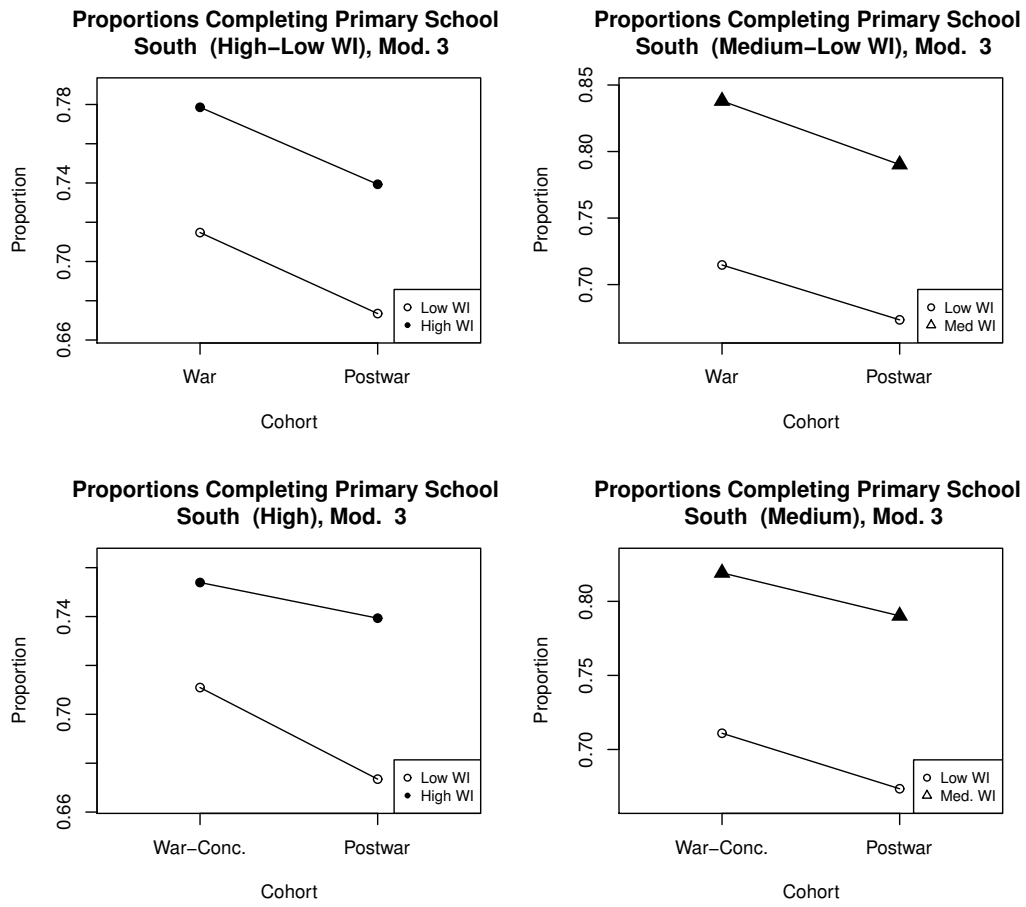 Proportions Completing Primary School
South (High−Low WI), Mod. 3
Proportion
0.78
0.74
0.70
0.66
Low WI
High WI
War Postwar
Cohort
Proportions Completing Primary School
South (Medium−Low WI), Mod. 3
Proportion
0.85
0.80
0.75
0.70
Low WI
Med WI
War Postwar
Cohort
Proportions Completing Primary School
South (High), Mod. 3
Proportion
0.74
0.70
0.66
Low WI
High WI
War−Conc. Postwar
Cohort
Proportions Completing Primary School
South (Medium), Mod. 3
Proportion
0.80
0.75
0.70
Low WI
Med. WI
War−Conc. Postwar
Cohort